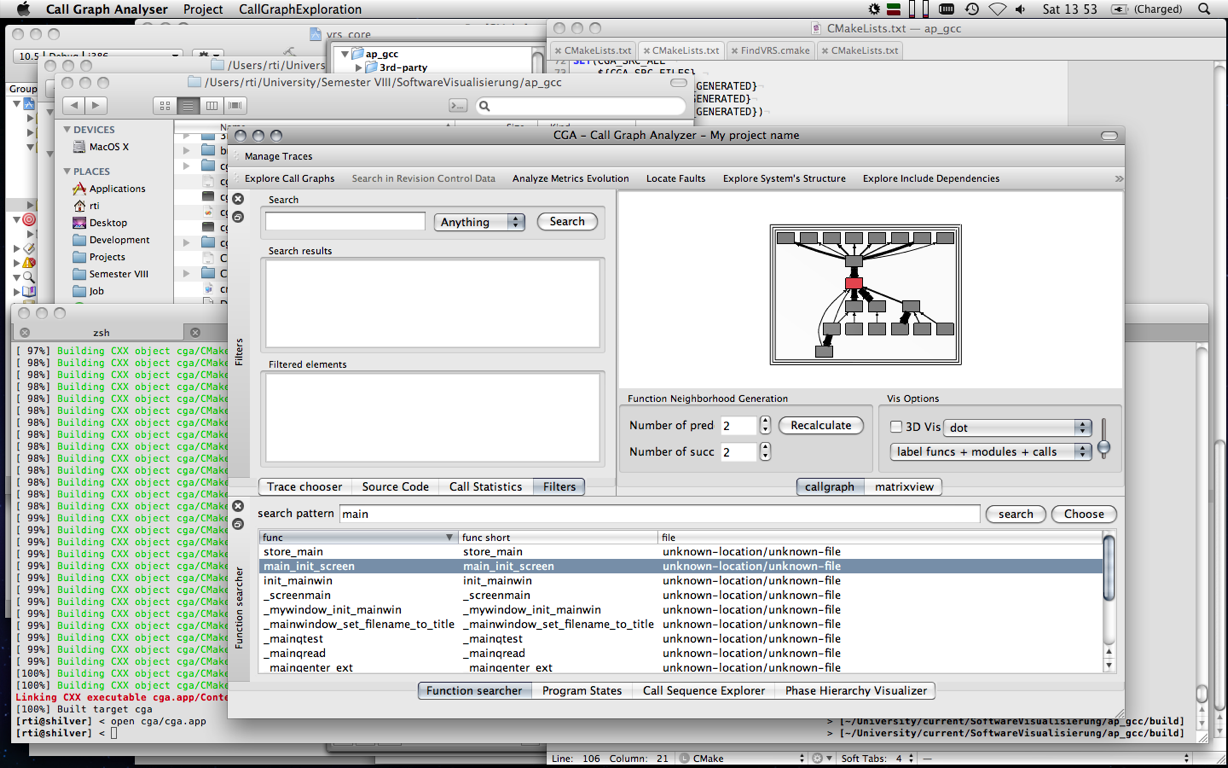 Call Graph Analyser Project CallGraphExploration Sat 13 53 (Charged)
vrs_core
CMakeLists.txt — ap_gcc
10.5 | Debug | i386
ap_gcc
3rd-party
CMakeLists.txt CMakeLists.txt FindVRS.cmake CMakeLists.txt
72 SET(CGA_SRC_ALL
73 ${CGA_SRC_FILES}
GENERATED}
GENERATED}
GENERATED})
/Users/rti/Univers
/Users/rti/University/Semester VIII/SoftwareVisualisierung/ap_gcc
Group
DEVICES
MacOS X
PLACES
Applications
rti
Desktop
Development
Projects
Semester VIII
Job
Name Size Kind
CGA - Call Graph Analyzer - My project name
Manage Traces
Explore Call Graphs Search in Revision Control Data Analyze Metrics Evolution Locate Faults Explore System's Structure Explore Include Dependencies »
Search
Anything Search
Search results
Filtered elements
Filters
Trace chooser Source Code Call Statistics Filters
Function Neighborhood Generation
Number of pred 2 Recalculate
Number of succ 2
Vis Options
3D Vis dot
label funcs + modules + calls
callgraph matrixview
search pattern main search Choose
Function searcher
func func short file
store_main store_main unknown-location/unknown-file
main_init_screen main_init_screen unknown-location/unknown-file
init_mainwin init_mainwin unknown-location/unknown-file
_screenmain _screenmain unknown-location/unknown-file
_mywindow_init_mainwin _mywindow_init_mainwin unknown-location/unknown-file
_mainwindow_set_filename_to_title _mainwindow_set_filename_to_title unknown-location/unknown-file
_mainqtest _mainqtest unknown-location/unknown-file
_mainqread _mainqread unknown-location/unknown-file
_mainqenter_ext _mainqenter_ext unknown-location/unknown-file
Function searcher Program States Call Sequence Explorer Phase Hierarchy Visualizer
zsh
[ 97%] Building CXX object cga/CMake
[ 98%] Building CXX object cga/CMake
[ 98%] Building CXX object cga/CMake
[ 98%] Building CXX object cga/CMake
[ 98%] Building CXX object cga/CMake
[ 98%] Building CXX object cga/CMake
[ 98%] Building CXX object cga/CMake
[ 98%] Building CXX object cga/CMake
[ 98%] Building CXX object cga/CMake
[ 98%] Building CXX object cga/CMake
[ 98%] Building CXX object cga/CMake
[ 98%] Building CXX object cga/CMake
[ 98%] Building CXX object cga/CMake
[ 99%] Building CXX object cga/CMake
[ 99%] Building CXX object cga/CMake
[ 99%] Building CXX object cga/CMake
[ 99%] Building CXX object cga/CMake
[ 99%] Building CXX object cga/CMake
[ 99%] Building CXX object cga/CMake
[ 99%] Building CXX object cga/CMake
[ 99%] Building CXX object cga/CMake
[ 99%] Building CXX object cga/CMake
[ 99%] Building CXX object cga/CMake
[ 99%] Building CXX object cga/CMake
[ 99%] Building CXX object cga/CMake
[ 99%] Building CXX object cga/CMake
[ 99%] Building CXX object cga/CMake
[100%] Building CXX object cga/CMake
[100%] Building CXX object cga/CMake
Linking CXX executable cga.app/Cont
[100%] Built target cga
[rti@shilver] < open cga/cga.app > [~/University/current/SoftwareVisualisierung/ap_gcc/build]
[rti@shilver] < > [~/University/current/SoftwareVisualisierung/ap_gcc/build]
Line: 106 Column: 21 CMake Soft Tabs: 4 —